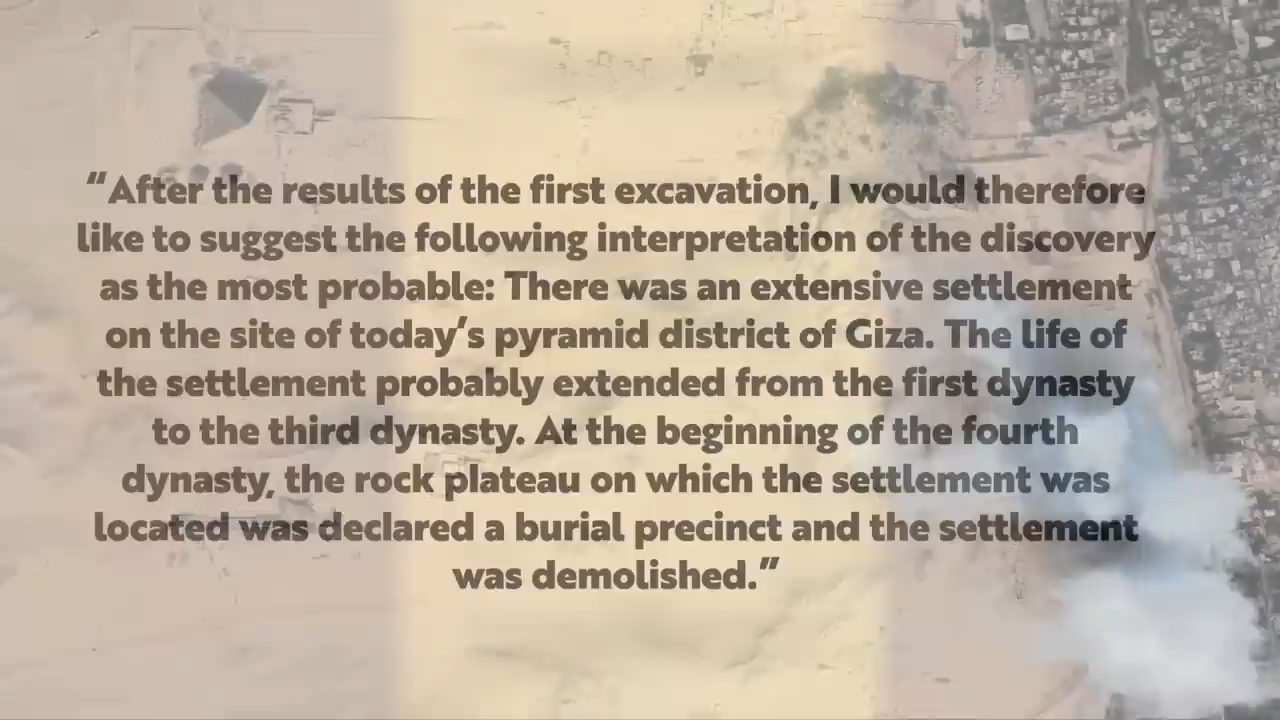 “After the results of the first excavation, I would therefore
like to suggest the following interpretation of the discovery
as the most probable: There was an extensive settlement
on the site of today’s pyramid district of Giza. The life of
the settlement probably extended from the first dynasty
to the third dynasty. At the beginning of the fourth
dynasty, the rock plateau on which the settlement was
located was declared a burial precinct and the settlement
was demolished.”